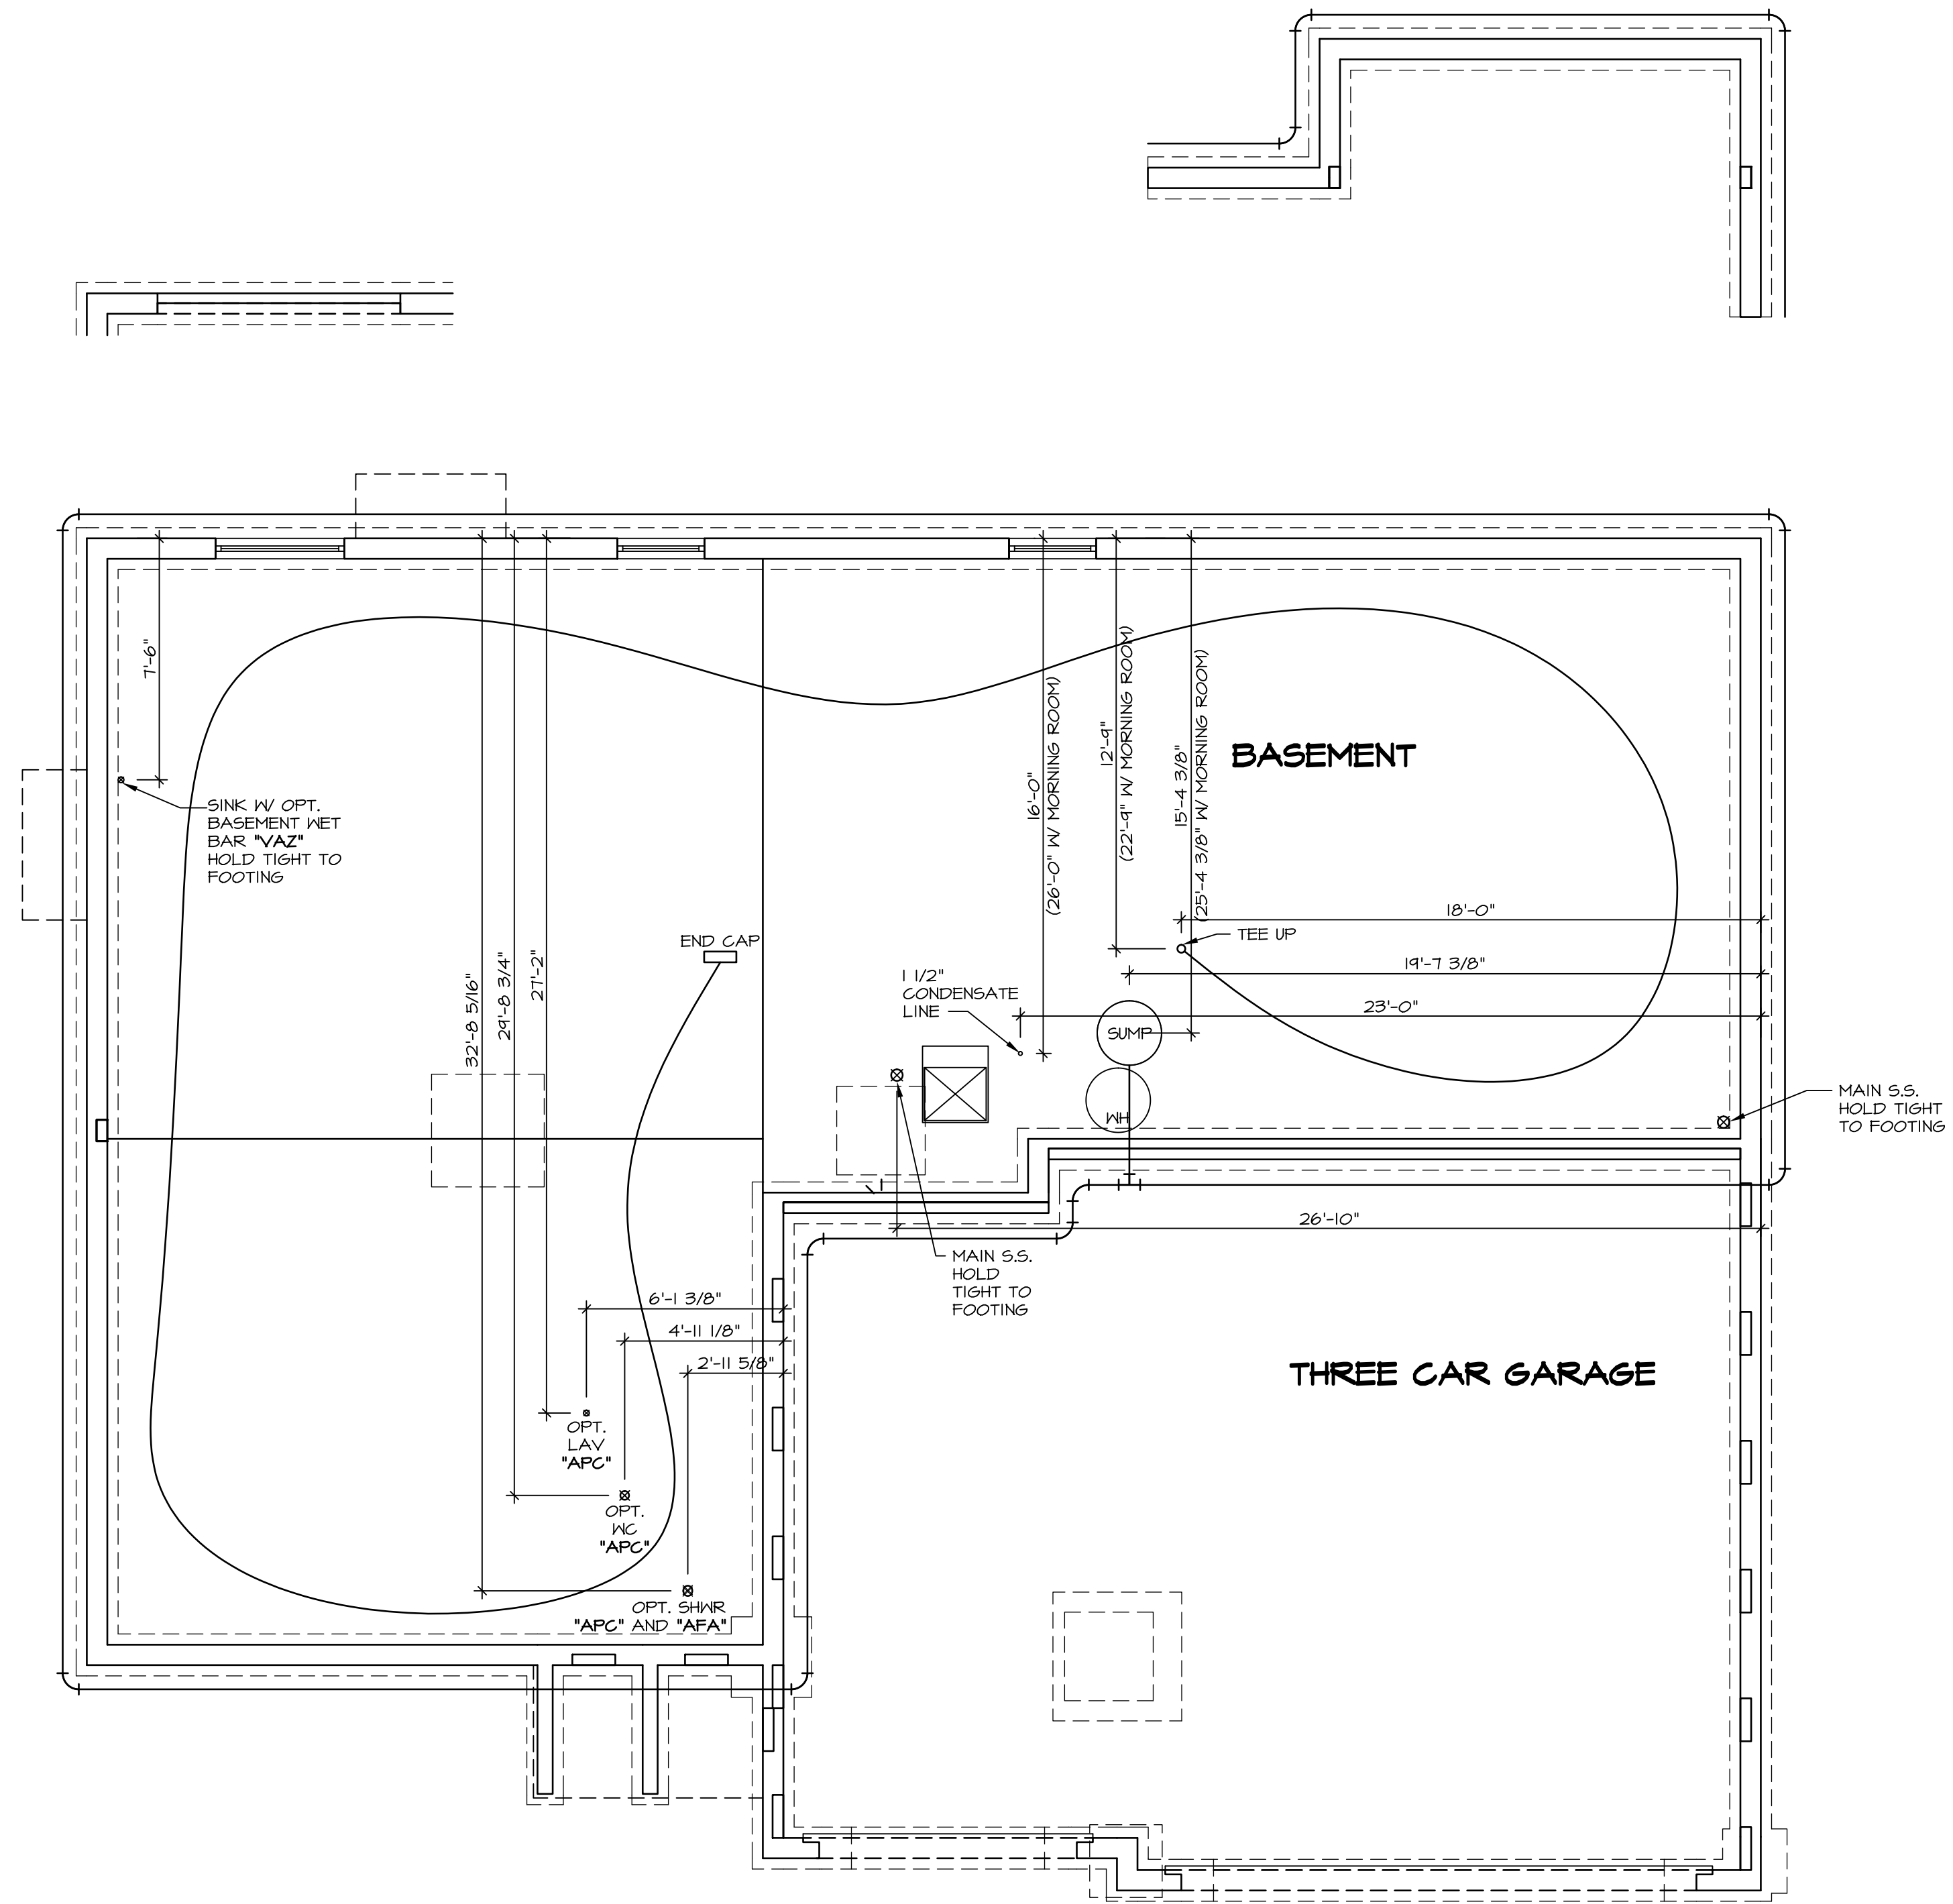 7'-6"
SINK W/ OPT.
BASEMENT WET
BAR "VAZ"
HOLD TIGHT TO
FOOTING
32'-8 5/16"
29'-8 3/4"
27'-2"
END CAP
1 1/2"
CONDENSATE
LINE
16'-0"
(26'-0" W/ MORNING ROOM)
12'-9"
(22'-9" W/ MORNING ROOM)
15'-4 3/8"
(25'-4 3/8" W/ MORNING ROOM)
BASEMENT
18'-0"
TEE UP
19'-7 3/8"
23'-0"
SUMP
WH
MAIN S.S.
HOLD TIGHT
TO FOOTING
26'-10"
MAIN S.S.
HOLD
TIGHT TO
FOOTING
6'-1 3/8"
4'-11 1/8"
2'-11 5/8"
THREE CAR GARAGE
OPT.
LAV
"APC"
OPT.
WC
"APC"
OPT. SHWR
"APC" AND "AFA"